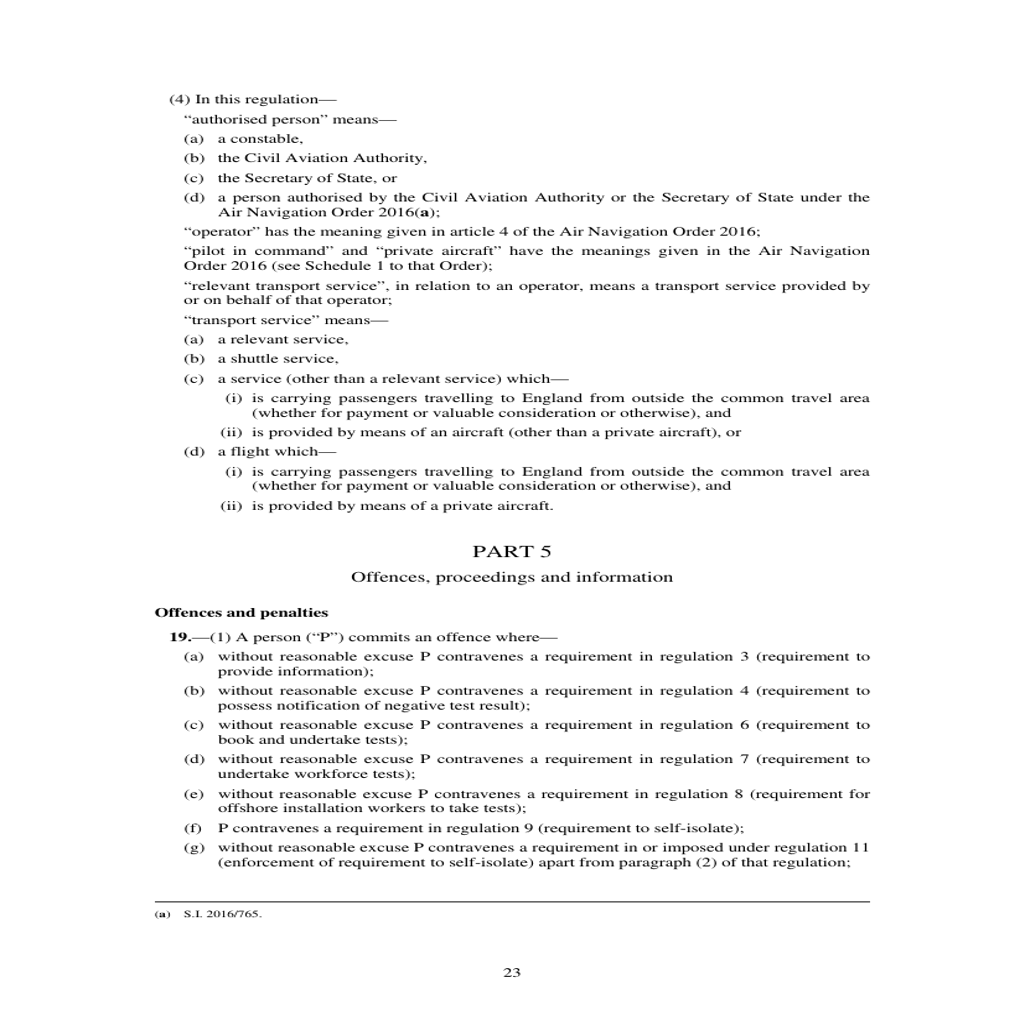 (4) In this regulation—
“authorised person” means—
(a) a constable,
(b) the Civil Aviation Authority,
(c) the Secretary of State, or
(d) a person authorised by the Civil Aviation Authority or the Secretary of State under the
Air Navigation Order 2016(a);
“operator” has the meaning given in article 4 of the Air Navigation Order 2016;
“pilot in command” and “private aircraft” have the meanings given in the Air Navigation
Order 2016 (see Schedule 1 to that Order);
“relevant transport service”, in relation to an operator, means a transport service provided by
or on behalf of that operator;
“transport service” means—
(a) a relevant service,
(b) a shuttle service,
(c) a service (other than a relevant service) which—
(i) is carrying passengers travelling to England from outside the common travel area
(whether for payment or valuable consideration or otherwise), and
(ii) is provided by means of an aircraft (other than a private aircraft), or
(d) a flight which—
(i) is carrying passengers travelling to England from outside the common travel area
(whether for payment or valuable consideration or otherwise), and
(ii) is provided by means of a private aircraft.
PART 5
Offences, proceedings and information
Offences and penalties
19.—(1) A person (“P”) commits an offence where—
(a) without reasonable excuse P contravenes a requirement in regulation 3 (requirement to
provide information);
(b) without reasonable excuse P contravenes a requirement in regulation 4 (requirement to
possess notification of negative test result);
(c) without reasonable excuse P contravenes a requirement in regulation 6 (requirement to
book and undertake tests);
(d) without reasonable excuse P contravenes a requirement in regulation 7 (requirement to
undertake workforce tests);
(e) without reasonable excuse P contravenes a requirement in regulation 8 (requirement for
offshore installation workers to take tests);
(f) P contravenes a requirement in regulation 9 (requirement to self-isolate);
(g) without reasonable excuse P contravenes a requirement in or imposed under regulation 11
(enforcement of requirement to self-isolate) apart from paragraph (2) of that regulation;
(a) S.I. 2016/765.
23